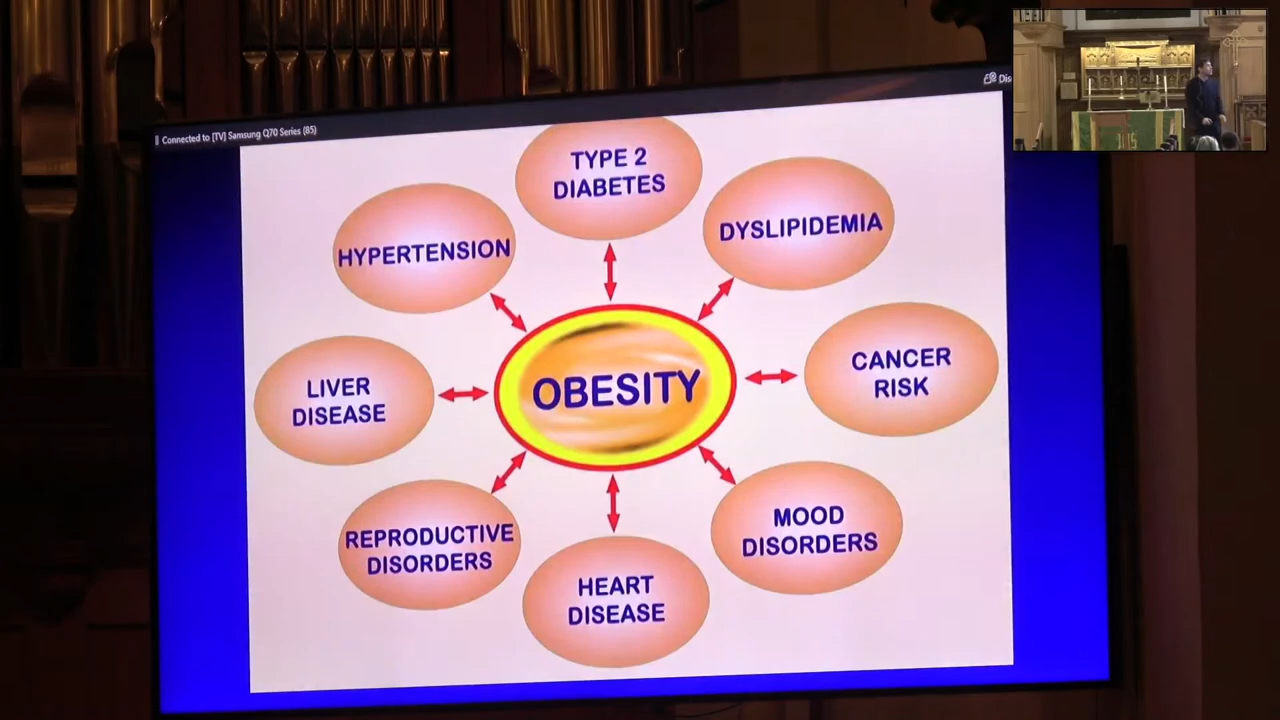 Connected to [TV] Samsung Q70 Series (85)
Dis
TYPE 2
DIABETES
DYSLIPIDEMIA
HYPERTENSION
CANCER
RISK
OBESITY
LIVER
DISEASE
MOOD
DISORDERS
REPRODUCTIVE
DISORDERS
HEART
DISEASE